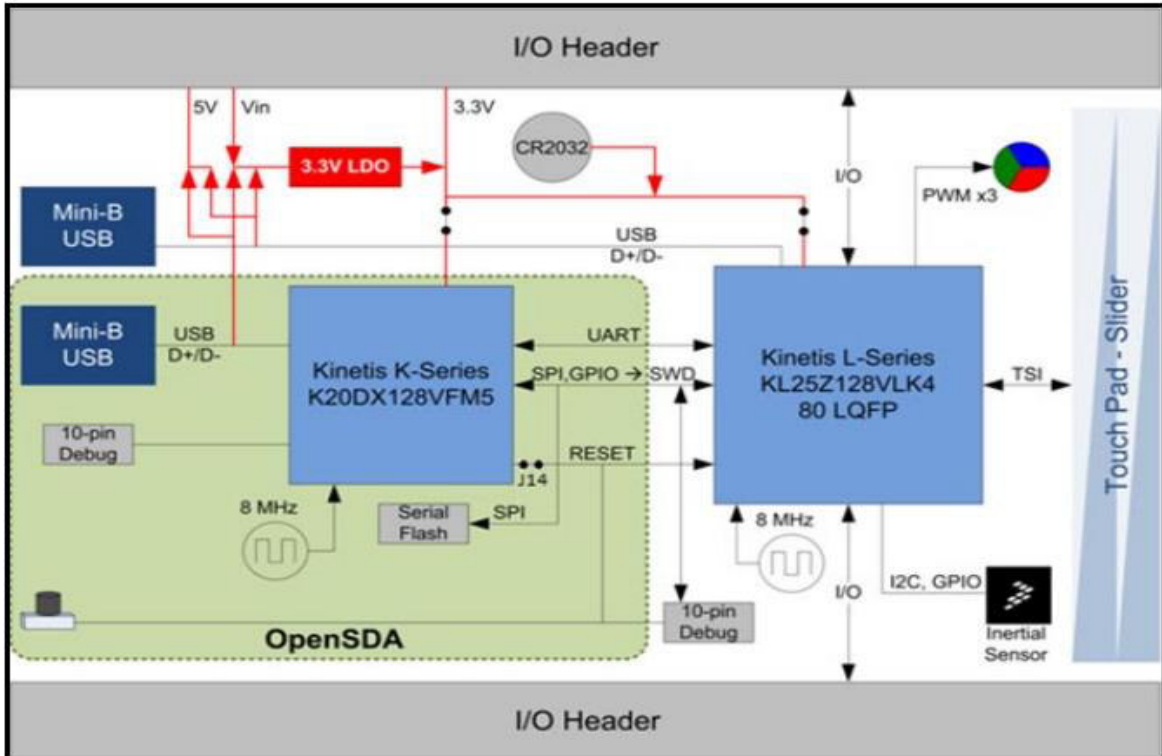 I/O Header
5V
Vin
3.3V
3.3V LDO
CR2032
I/O
PWM x3
Mini-B
USB
USB
D+/D-
Mini-B
USB
USB
D+/D-
Kinetis K-Series
K20DX128VFM5
UART
SPI,GPIO → SWD
RESET
J14
Kinetis L-Series
KL25Z128VLK4
80 LQFP
TSI
Touch Pad - Slider
10-pin
Debug
8 MHz
Serial
Flash
SPI
8 MHz
I/O
I2C, GPIO
10-pin
Debug
Inertial
Sensor
OpenSDA
I/O Header